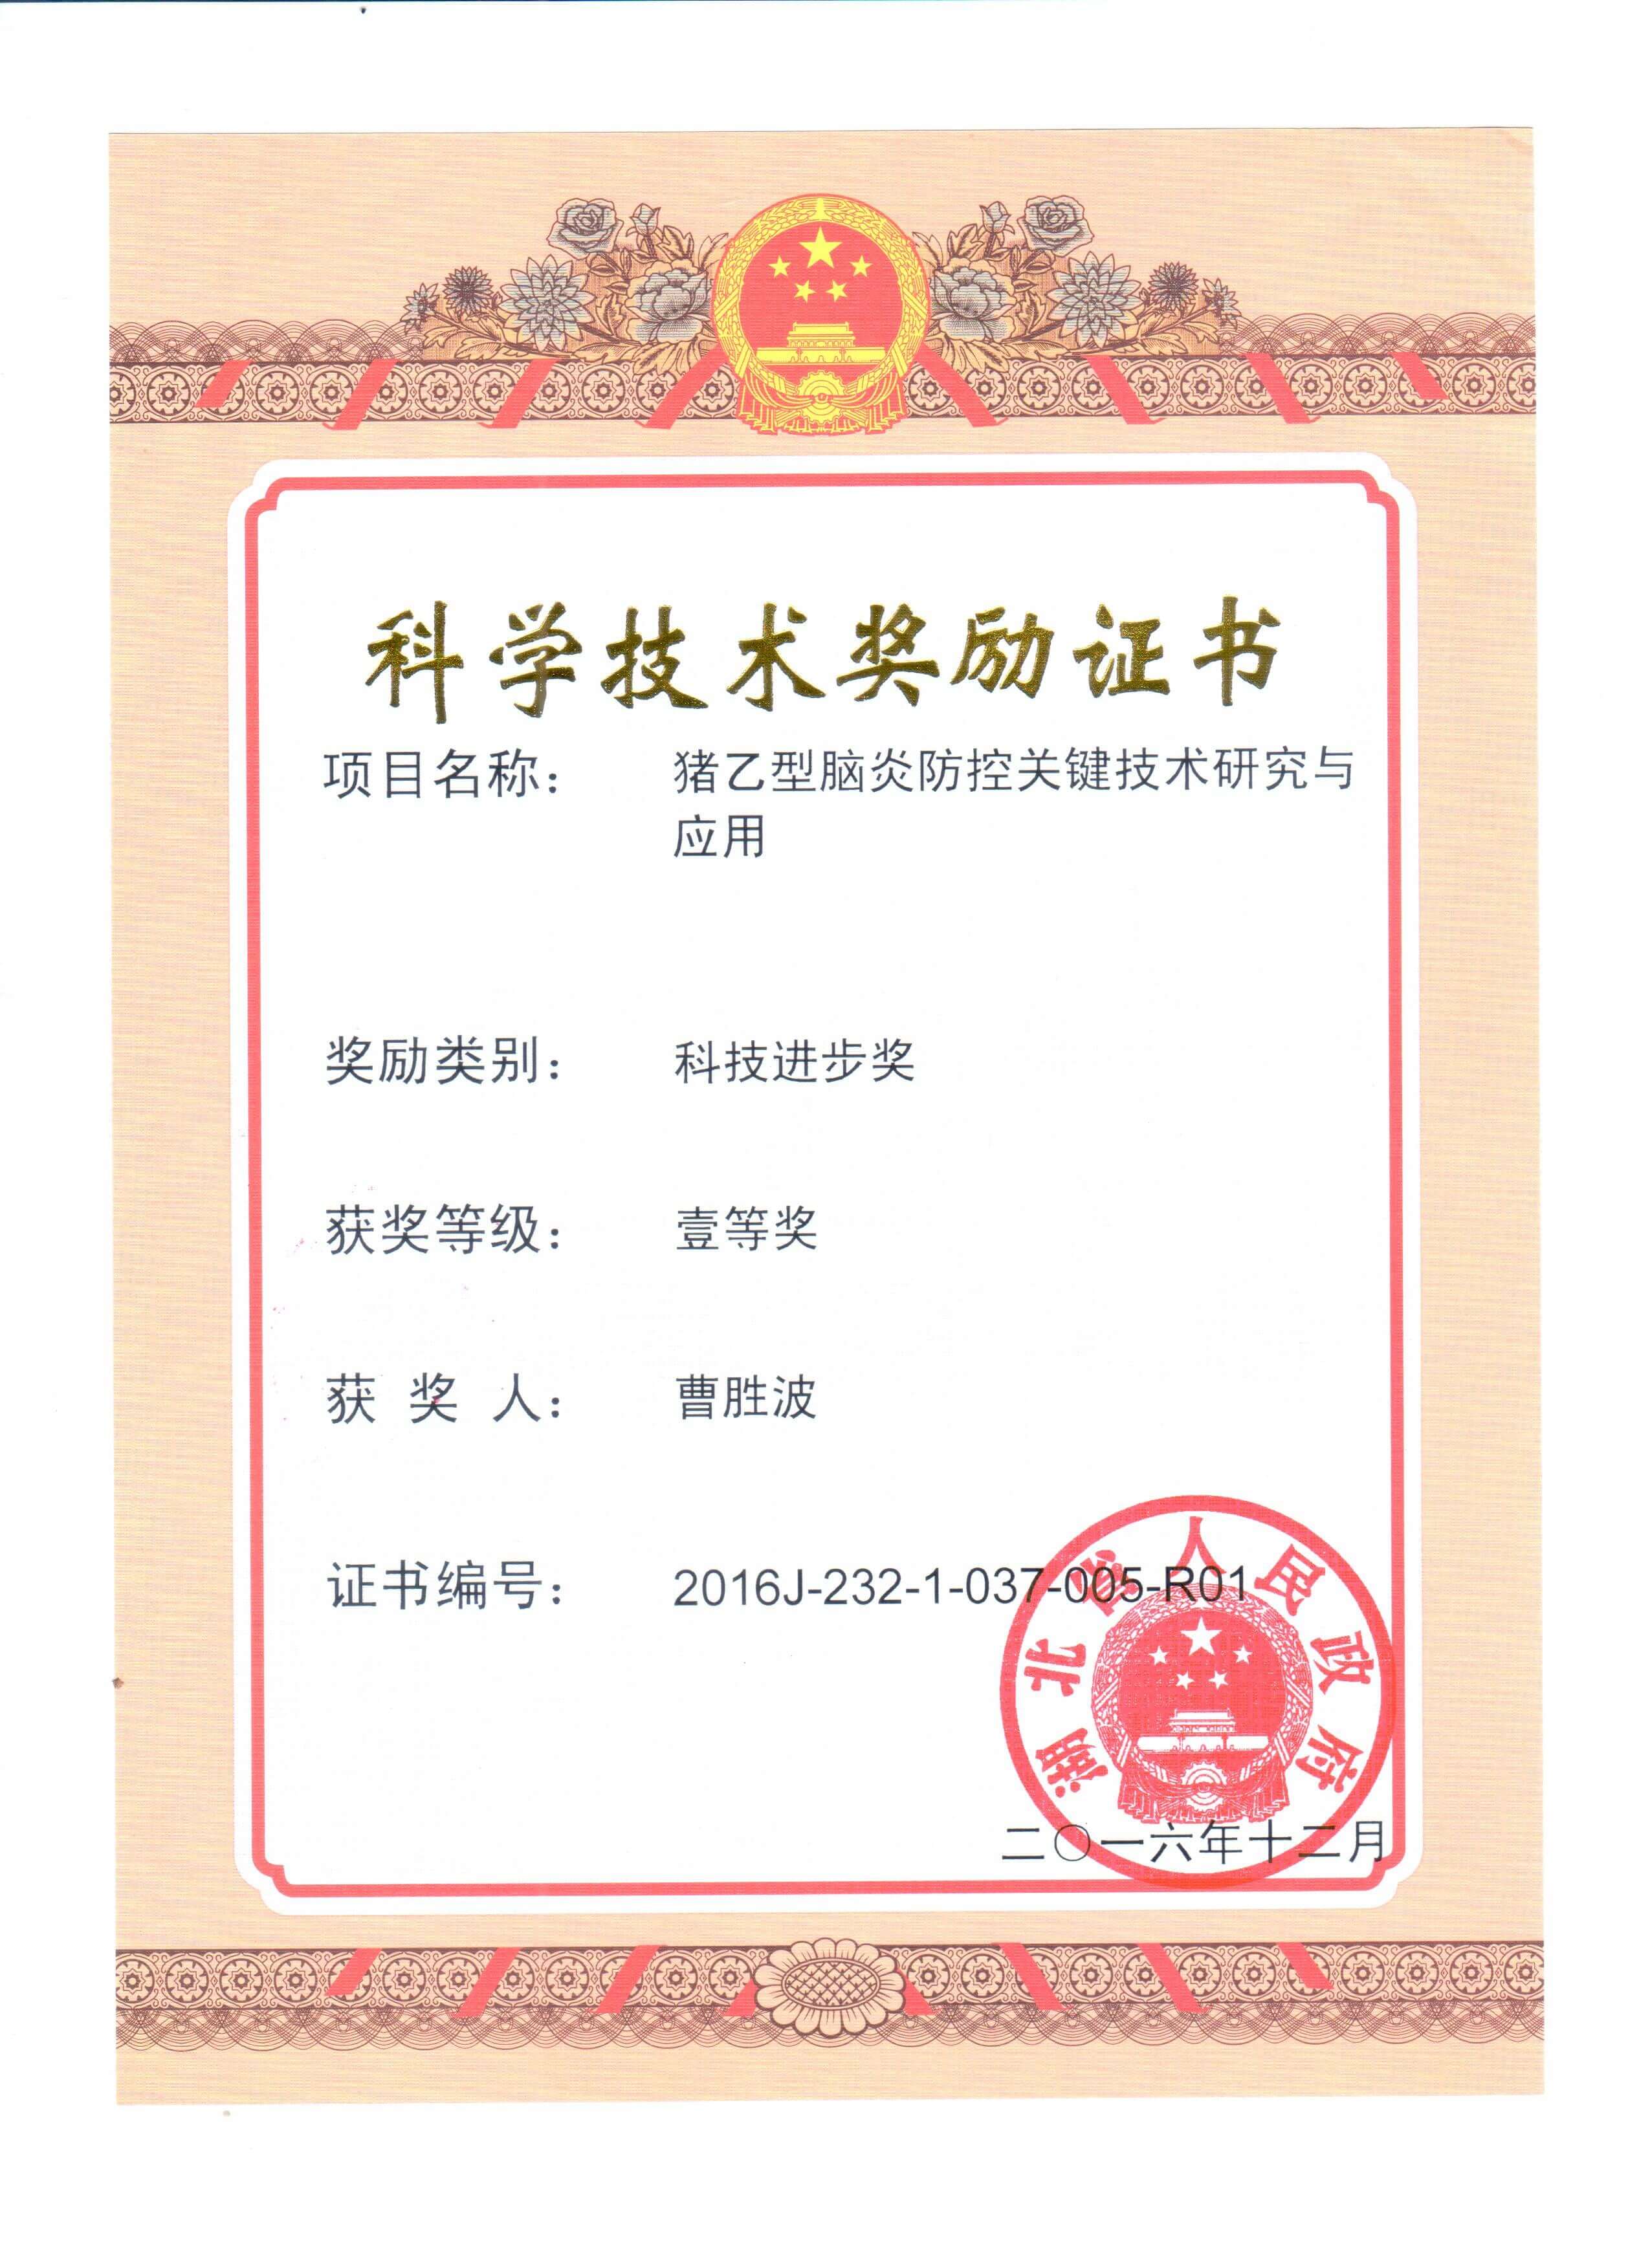 科学技术奖励证书
项目名称： 猪乙型脑炎防控关键技术研究与
应用
奖励类别： 科技进步奖
获奖等级： 壹等奖
获 奖 人： 曹胜波
证书编号： 2016J-232-1-037-005-R01
湖北省人民政府
二〇一六年十二月